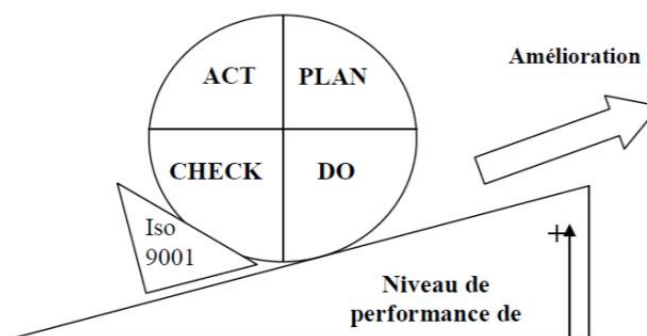 Amélioration
ACT PLAN
CHECK DO
Iso
9001
+
Niveau de
performance de